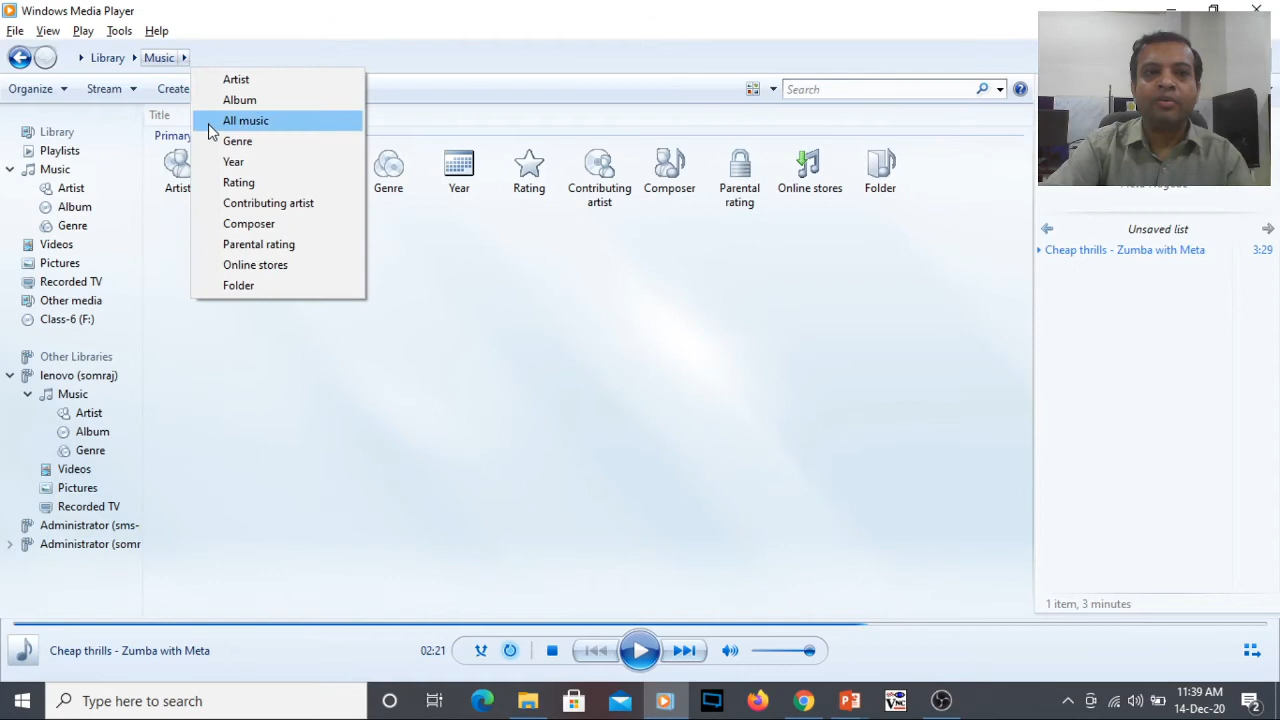 Windows Media Player
File View Play Tools Help
Library Music
Organize Stream Create
Search
Artist
Album
All music
Genre
Year
Rating
Contributing artist
Composer
Parental rating
Online stores
Folder
Title
Primary
Artist
Genre
Year
Rating
Contributing
artist
Composer
Parental
rating
Online stores
Folder
Library
Playlists
Music
Artist
Album
Genre
Videos
Pictures
Recorded TV
Other media
Class-6 (F:)
Other Libraries
lenovo (somraj)
Music
Artist
Album
Genre
Videos
Pictures
Recorded TV
Administrator (sms-
Administrator (somr
Unsaved list
Cheap thrills - Zumba with Meta 3:29
1 item, 3 minutes
Cheap thrills - Zumba with Meta
02:21
Type here to search
11:39 AM
14-Dec-20
2